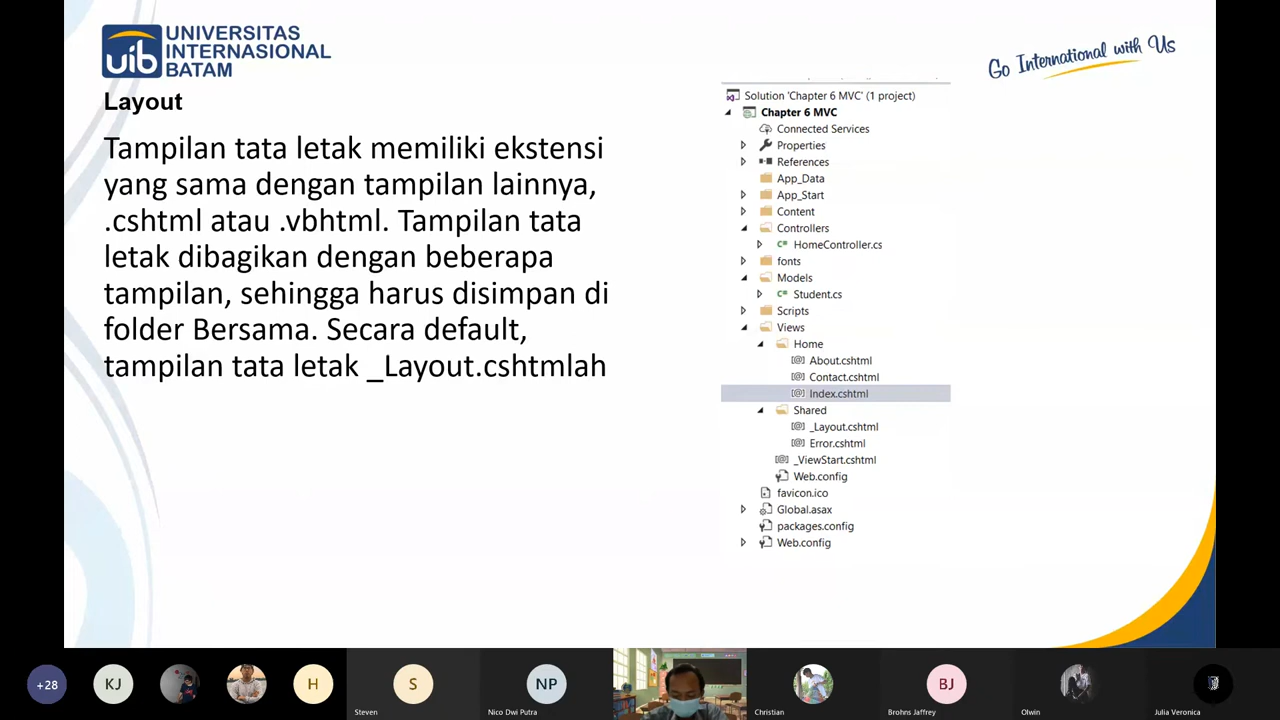 UNIVERSITAS
INTERNASIONAL
BATAM
uib
Go International with Us
Layout
Tampilan tata letak memiliki ekstensi
yang sama dengan tampilan lainnya,
.cshtml atau .vbhtml. Tampilan tata
letak dibagikan dengan beberapa
tampilan, sehingga harus disimpan di
folder Bersama. Secara default,
tampilan tata letak _Layout.cshtmlah
Solution 'Chapter 6 MVC' (1 project)
Chapter 6 MVC
Connected Services
Properties
References
App_Data
App_Start
Content
Controllers
C# HomeController.cs
fonts
Models
C# Student.cs
Scripts
Views
Home
[@] About.cshtml
[@] Contact.cshtml
[@] Index.cshtml
Shared
[@] _Layout.cshtml
[@] Error.cshtml
[@] _ViewStart.cshtml
Web.config
favicon.ico
Global.asax
packages.config
Web.config
+28
KJ
H
S
Steven
NP
Nico Dwi Putra
Christian
BJ
Brohns Jaffrey
Olwin
Julia Veronica